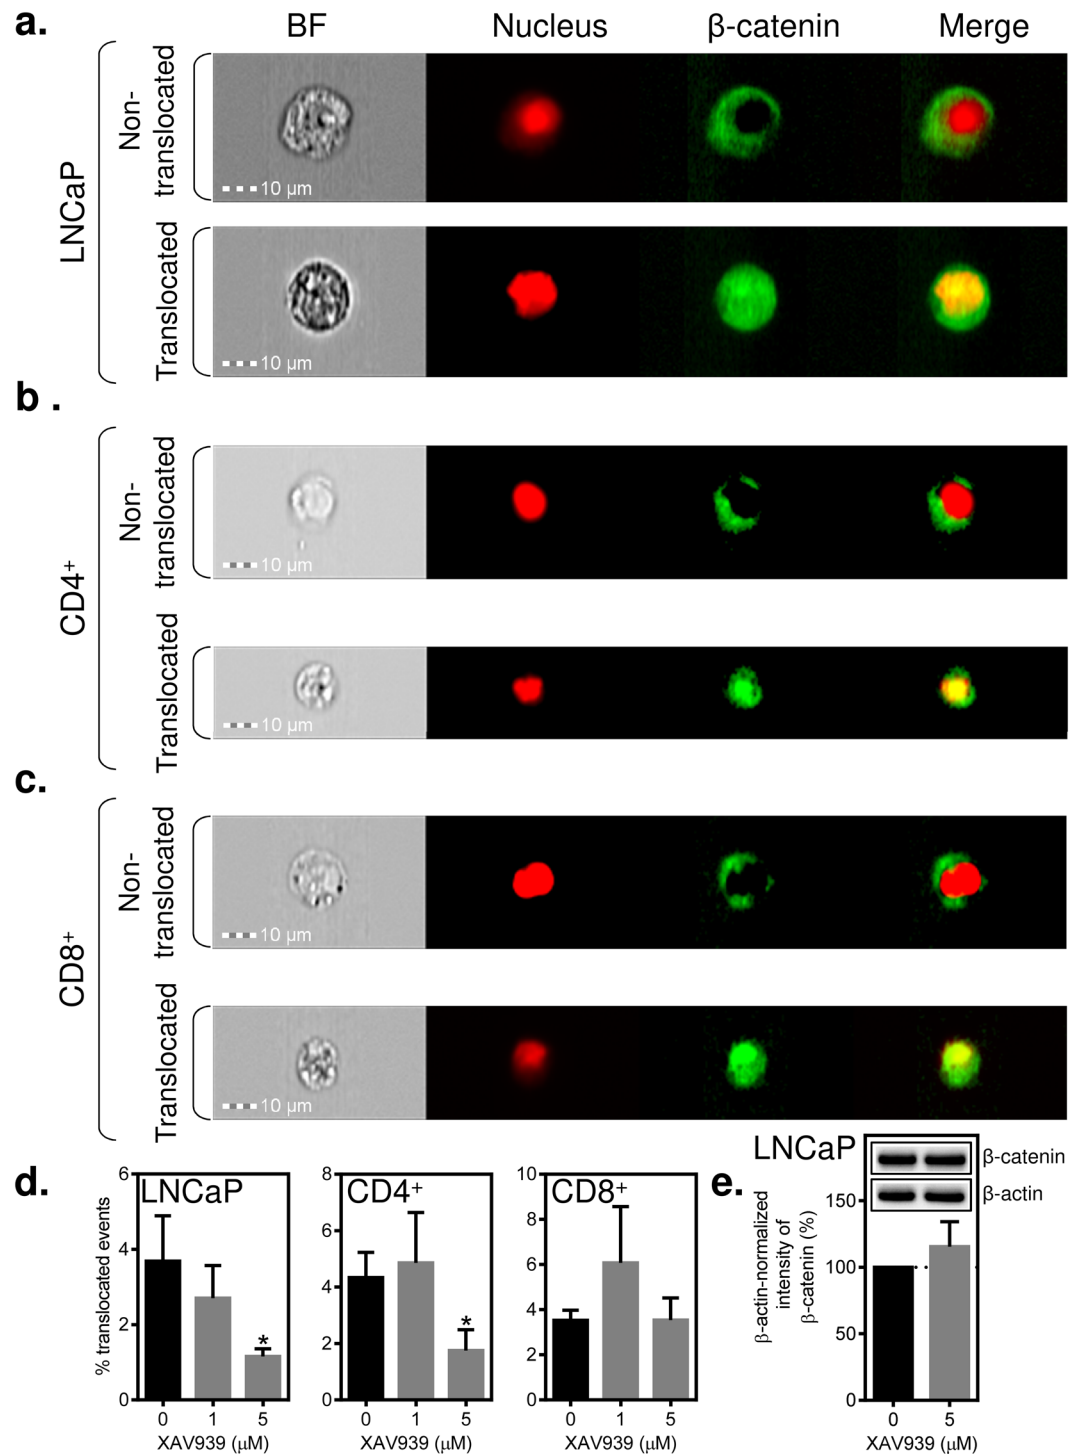 a.
BF
Nucleus
β-catenin
Merge
LNCaP
Non-
translocated
10 µm
Translocated
10 µm
b .
CD4+
Non-
translocated
10 µm
Translocated
10 µm
c.
CD8+
Non-
translocated
10 µm
Translocated
10 µm
d.
% translocated events
LNCaP
6
4
2
0
*
0 1 5
XAV939 (µM)
CD4+
8
6
4
2
0
*
0 1 5
XAV939 (µM)
CD8+
10
8
6
4
2
0
0 1 5
XAV939 (µM)
e.
LNCaP
β-catenin
β-actin
β-actin-normalized
intensity of
β-catenin (%)
150
100
50
0
0 5
XAV939 (µM)